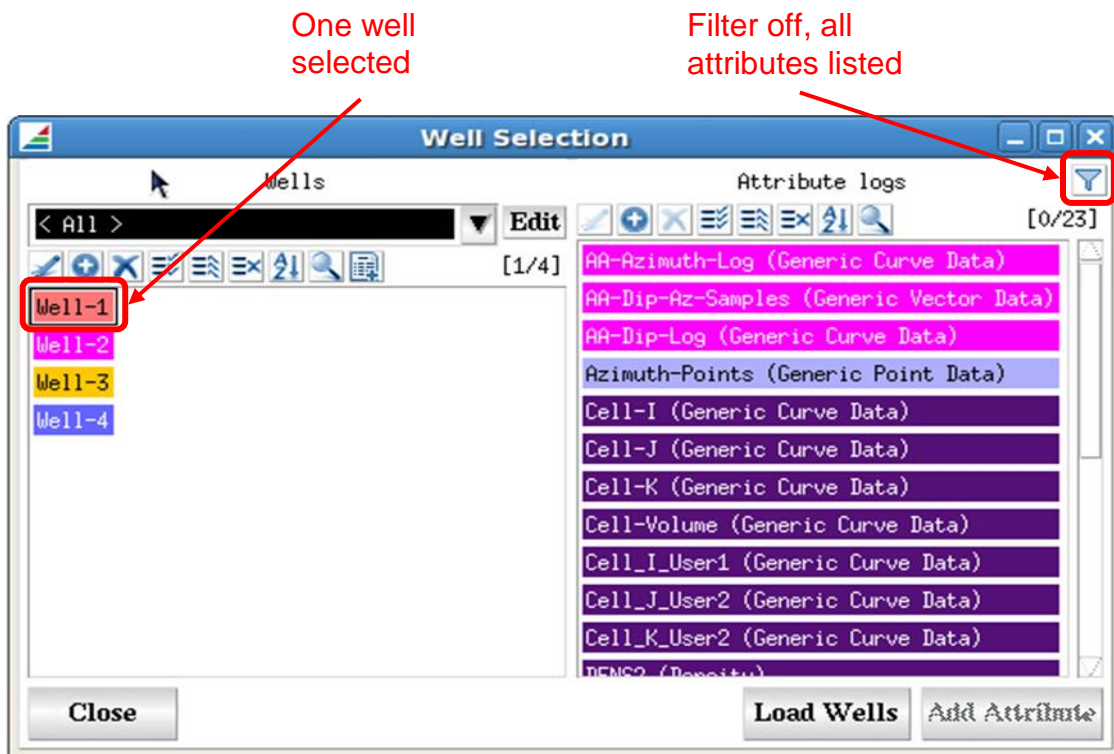 One well
selected
Filter off, all
attributes listed
Well Selection
Wells
Attribute logs
< All >
Edit
[0/23]
[1/4]
Well-1
Well-2
Well-3
Well-4
AA-Azimuth-Log (Generic Curve Data)
AA-Dip-Az-Samples (Generic Vector Data)
AA-Dip-Log (Generic Curve Data)
Azimuth-Points (Generic Point Data)
Cell-I (Generic Curve Data)
Cell-J (Generic Curve Data)
Cell-K (Generic Curve Data)
Cell-Volume (Generic Curve Data)
Cell_I_User1 (Generic Curve Data)
Cell_J_User2 (Generic Curve Data)
Cell_K_User2 (Generic Curve Data)
DENS2 (Density)
Close
Load Wells
Add Attribute